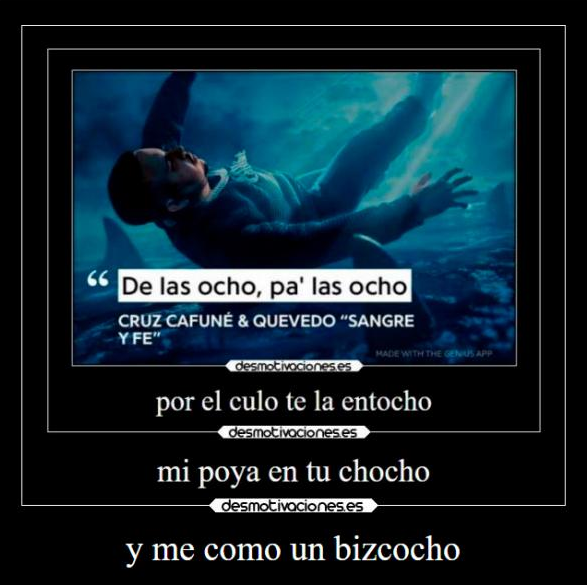 “
De las ocho, pa' las ocho
CRUZ CAFUNÉ & QUEVEDO “SANGRE
Y FE”
MADE WITH THE GENIUS APP
desmotivaciones.es
por el culo te la entocho
desmotivaciones.es
mi poya en tu chocho
desmotivaciones.es
y me como un bizcocho